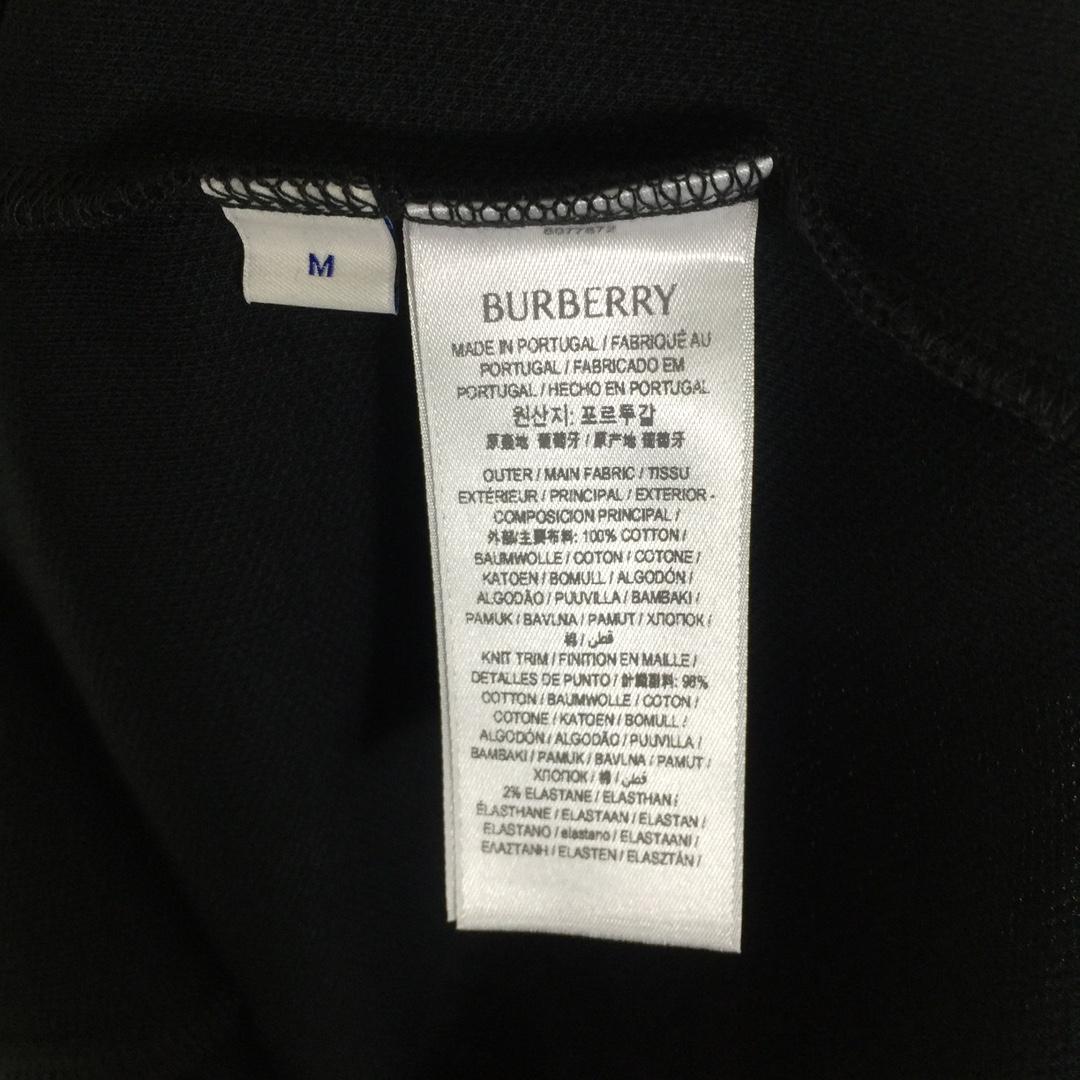 M
8077872
BURBERRY
MADE IN PORTUGAL / FABRIQUÉ AU
PORTUGAL / FABRICADO EM
PORTUGAL / HECHO EN PORTUGAL
원산지: 포르투갈
原產地 葡萄牙 / 原产地 葡萄牙
OUTER / MAIN FABRIC / TISSU
EXTÉRIEUR / PRINCIPAL / EXTERIOR -
COMPOSICION PRINCIPAL /
外部/主要布料: 100% COTTON /
BAUMWOLLE / COTON / COTONE /
KATOEN / BOMULL / ALGODÓN /
ALGODÃO / PUUVILLA / BAMBAKI /
PAMUK / BAVLNA / PAMUT / ХЛОПОК /
棉 / قطن
KNIT TRIM / FINITION EN MAILLE /
DETALLES DE PUNTO / 針織副料: 98%
COTTON / BAUMWOLLE / COTON /
COTONE / KATOEN / BOMULL /
ALGODÓN / ALGODÃO / PUUVILLA /
BAMBAKI / PAMUK / BAVLNA / PAMUT /
ХЛОПОК / 棉 / قطن
2% ELASTANE / ELASTHAN /
ÉLASTHANE / ELASTAAN / ELASTAN /
ELASTANO / elastano / ELASTAANI /
ΕΛΑΣΤΑΝΗ / ELASTEN / ELASZTÁN /